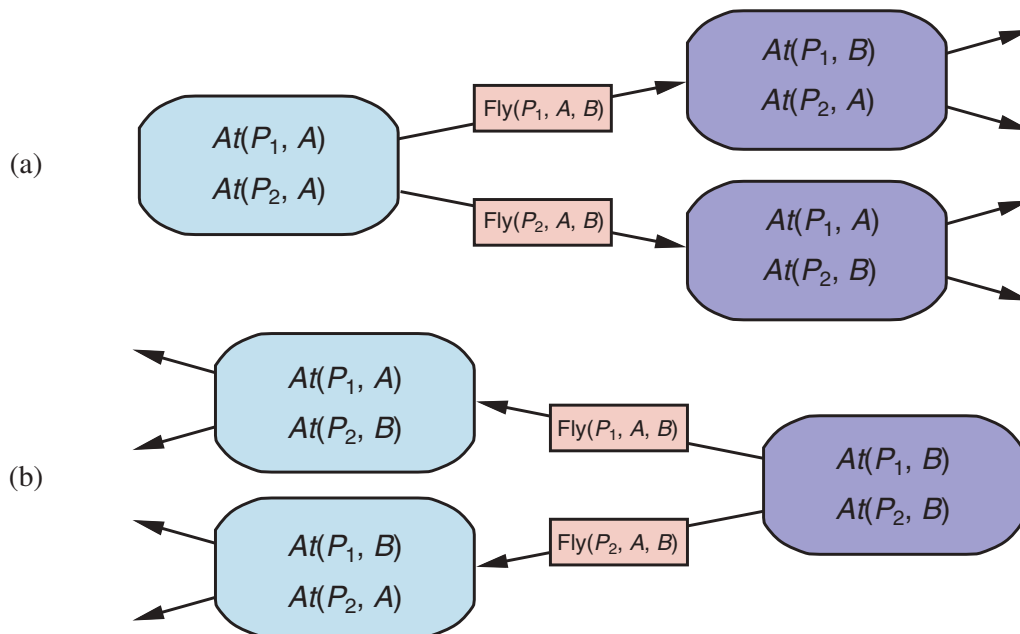 (a)
At(P₁, A)
At(P₂, A)
Fly(P₁, A, B)
Fly(P₂, A, B)
At(P₁, B)
At(P₂, A)
At(P₁, A)
At(P₂, B)
(b)
At(P₁, A)
At(P₂, B)
At(P₁, B)
At(P₂, A)
Fly(P₁, A, B)
Fly(P₂, A, B)
At(P₁, B)
At(P₂, B)